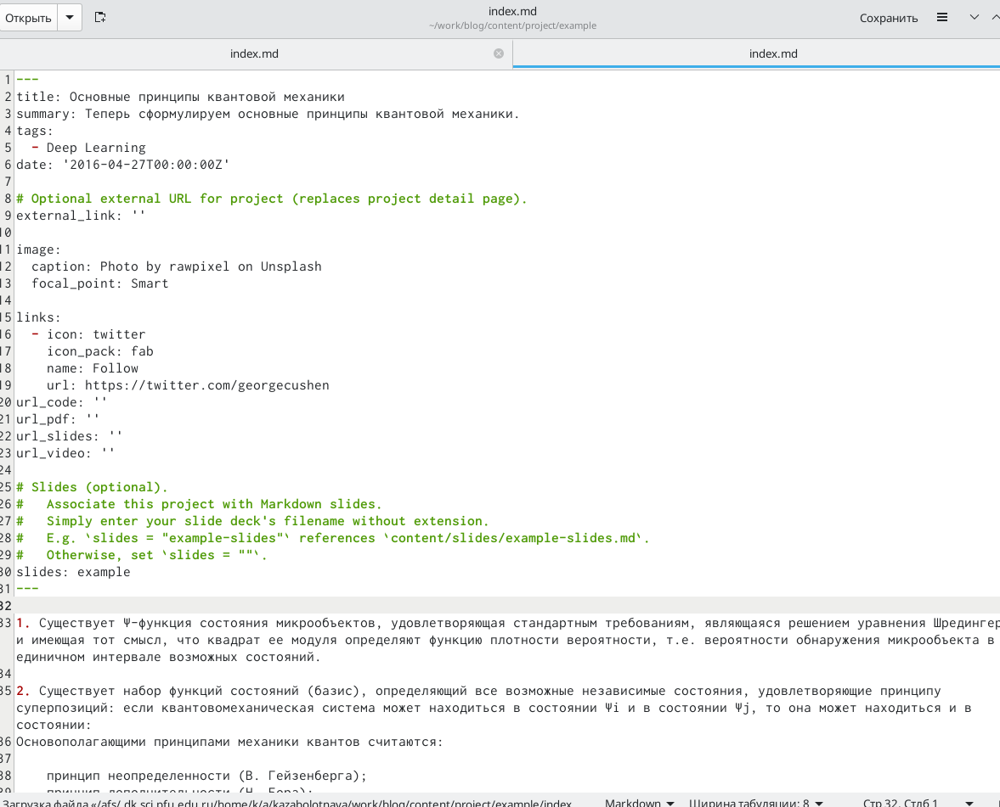 Открыть
index.md
~/work/blog/content/project/example
Сохранить
index.md
index.md
1 ---
2 title: Основные принципы квантовой механики
3 summary: Теперь сформулируем основные принципы квантовой механики.
4 tags:
5   - Deep Learning
6 date: '2016-04-27T00:00:00Z'
7
8 # Optional external URL for project (replaces project detail page).
9 external_link: ''
10
11 image:
12   caption: Photo by rawpixel on Unsplash
13   focal_point: Smart
14
15 links:
16   - icon: twitter
17     icon_pack: fab
18     name: Follow
19     url: https://twitter.com/georgecushen
20 url_code: ''
21 url_pdf: ''
22 url_slides: ''
23 url_video: ''
24
25 # Slides (optional).
26 #   Associate this project with Markdown slides.
27 #   Simply enter your slide deck's filename without extension.
28 #   E.g. `slides = "example-slides"` references `content/slides/example-slides.md`.
29 #   Otherwise, set `slides = ""`.
30 slides: example
31 ---
32
33 1. Существует Ψ-функция состояния микрообъектов, удовлетворяющая стандартным требованиям, являющаяся решением уравнения Шредингер
и имеющая тот смысл, что квадрат ее модуля определяют функцию плотности вероятности, т.е. вероятности обнаружения микрообъекта в
единичном интервале возможных состояний.
34
35 2. Существует набор функций состояний (базис), определяющий все возможные независимые состояния, удовлетворяющие принципу
суперпозиций: если квантовомеханическая система может находиться в состоянии Ψi и в состоянии Ψj, то она может находиться и в
состоянии:
36 Основополагающими принципами механики квантов считаются:
37
38     принцип неопределенности (В. Гейзенберга);
39     принцип дополнительности (Н. Бора);
Загрузка файла «/afs/.dk.sci.pfu.edu.ru/home/k/a/kazabolotnaya/work/blog/content/project/example/index
Markdown
Ширина табуляции: 8
Стр 32, Стлб 1